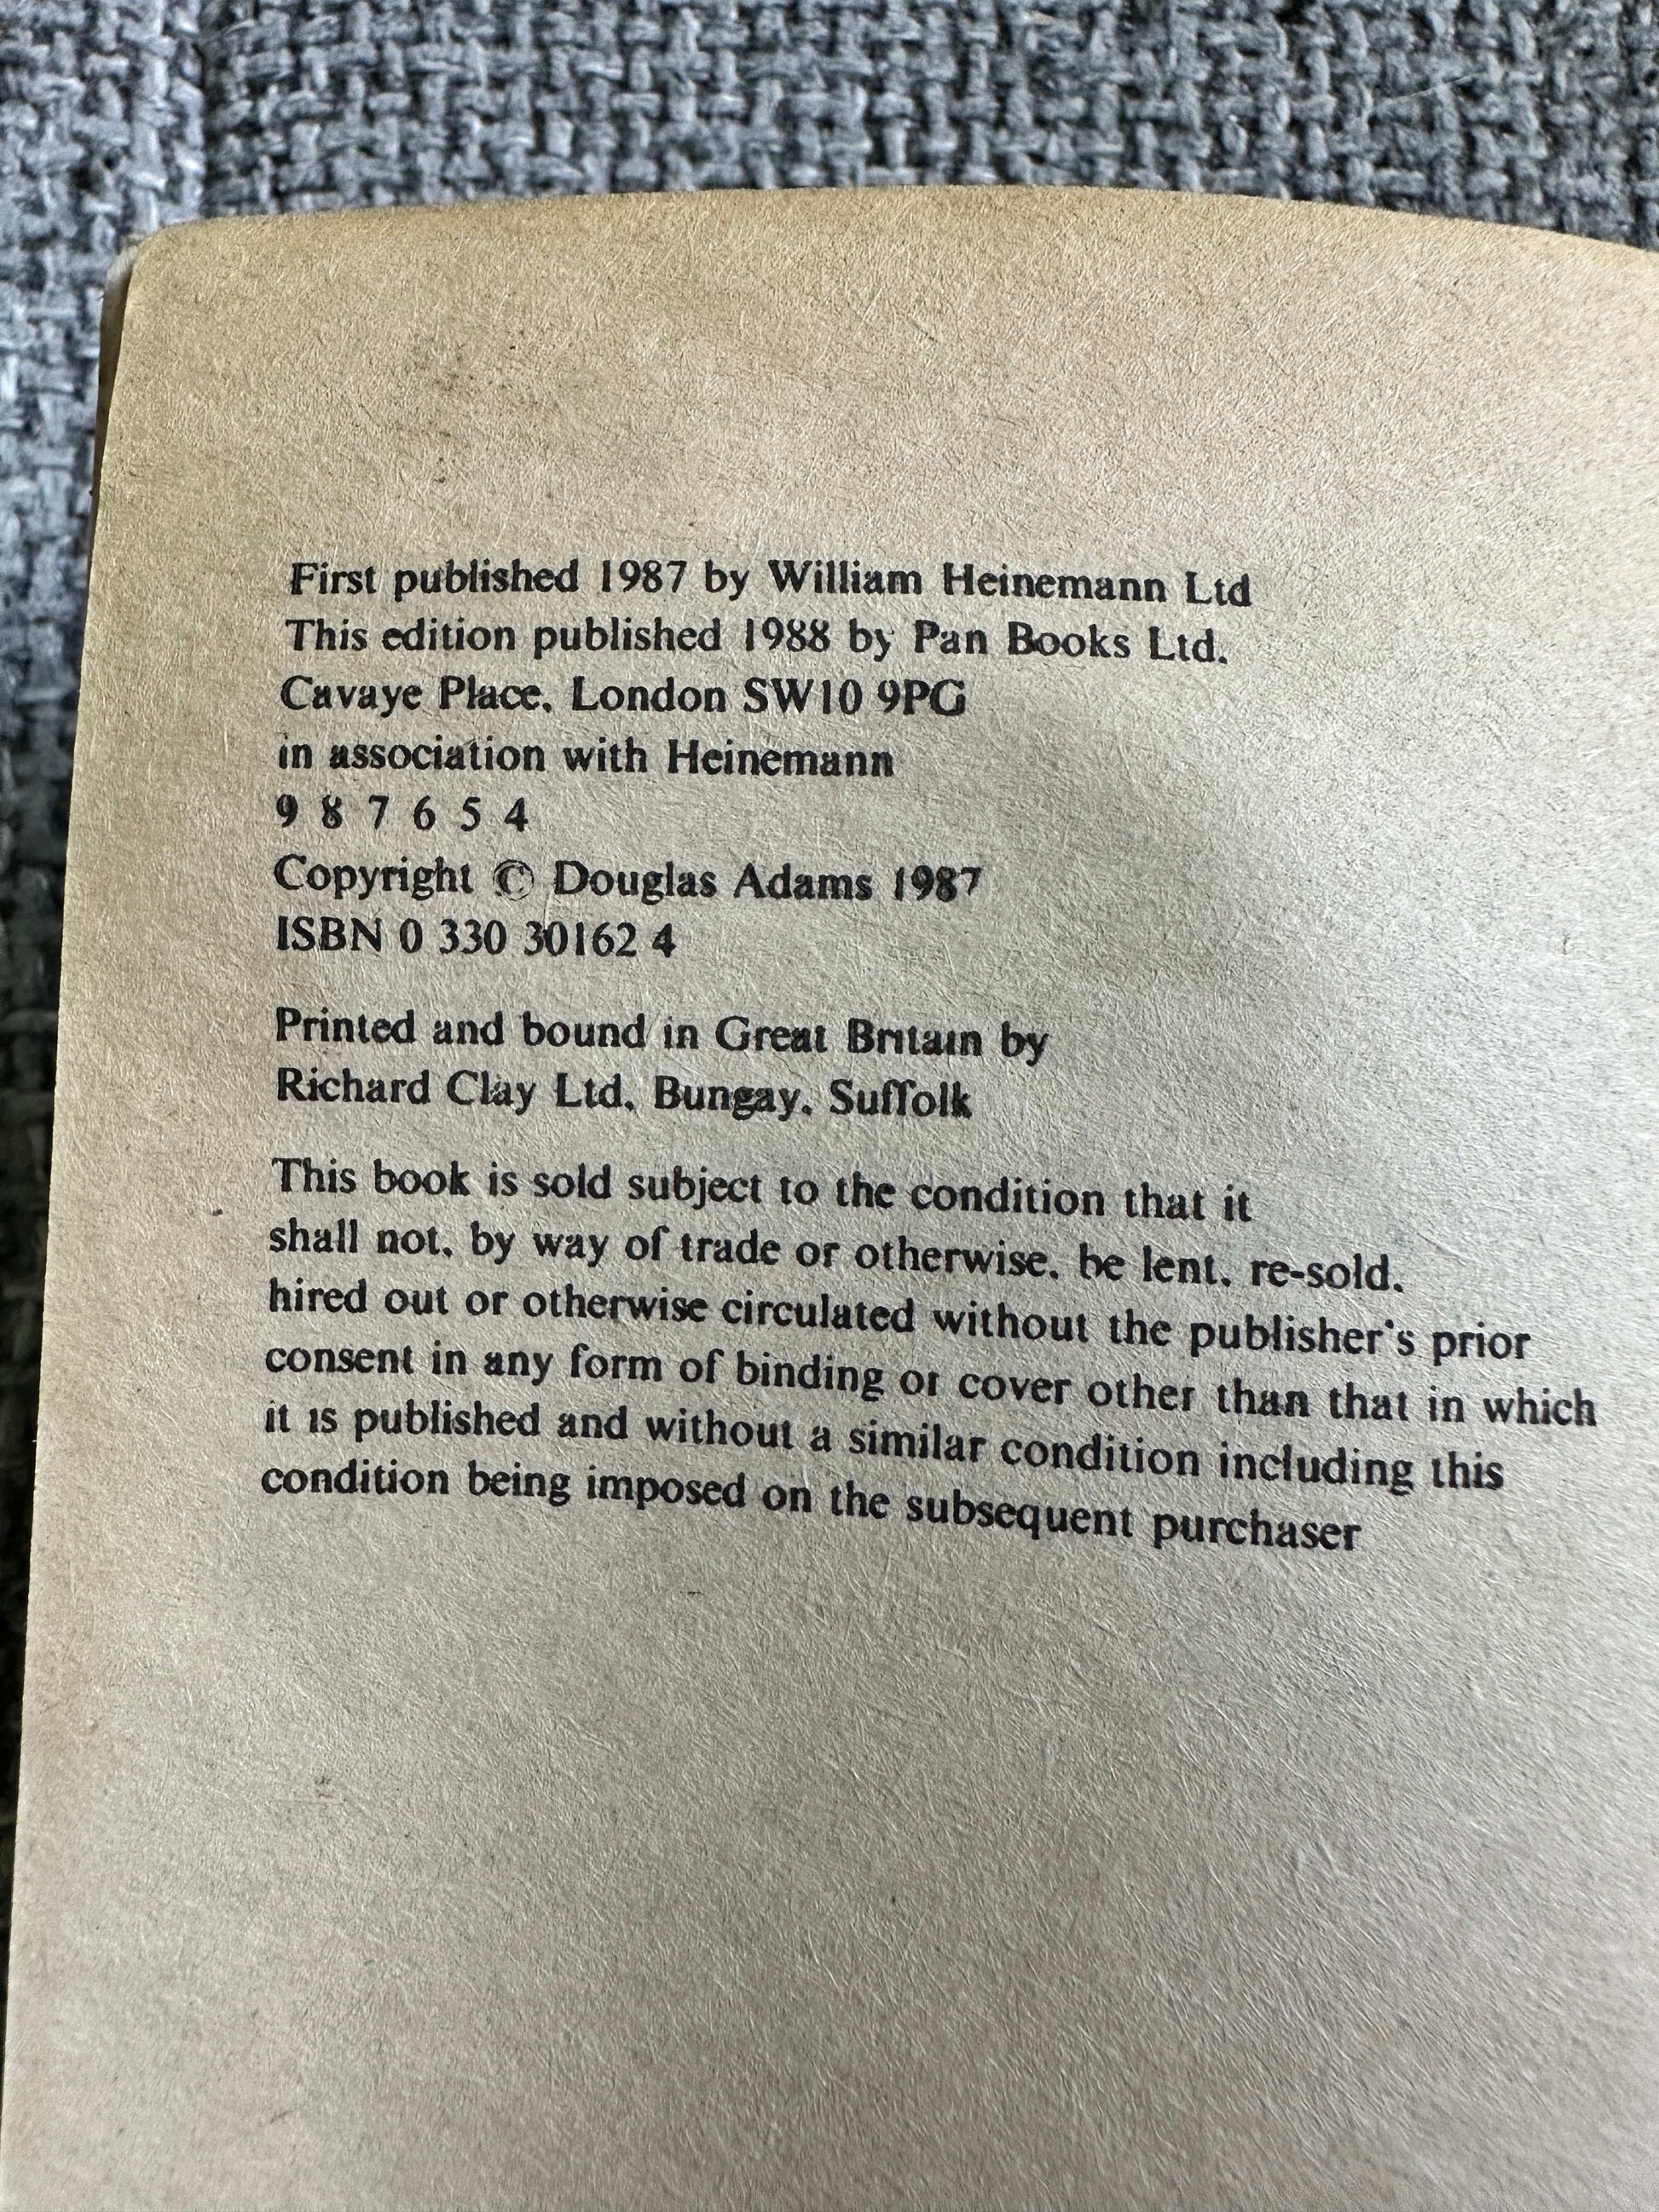 First published 1987 by William Heinemann Ltd
This edition published 1988 by Pan Books Ltd,
Cavaye Place, London SW10 9PG
in association with Heinemann
9 8 7 6 5 4
Copyright © Douglas Adams 1987
ISBN 0 330 30162 4
Printed and bound in Great Britain by
Richard Clay Ltd, Bungay, Suffolk
This book is sold subject to the condition that it
shall not, by way of trade or otherwise, be lent, re-sold,
hired out or otherwise circulated without the publisher's prior
consent in any form of binding or cover other than that in which
it is published and without a similar condition including this
condition being imposed on the subsequent purchaser